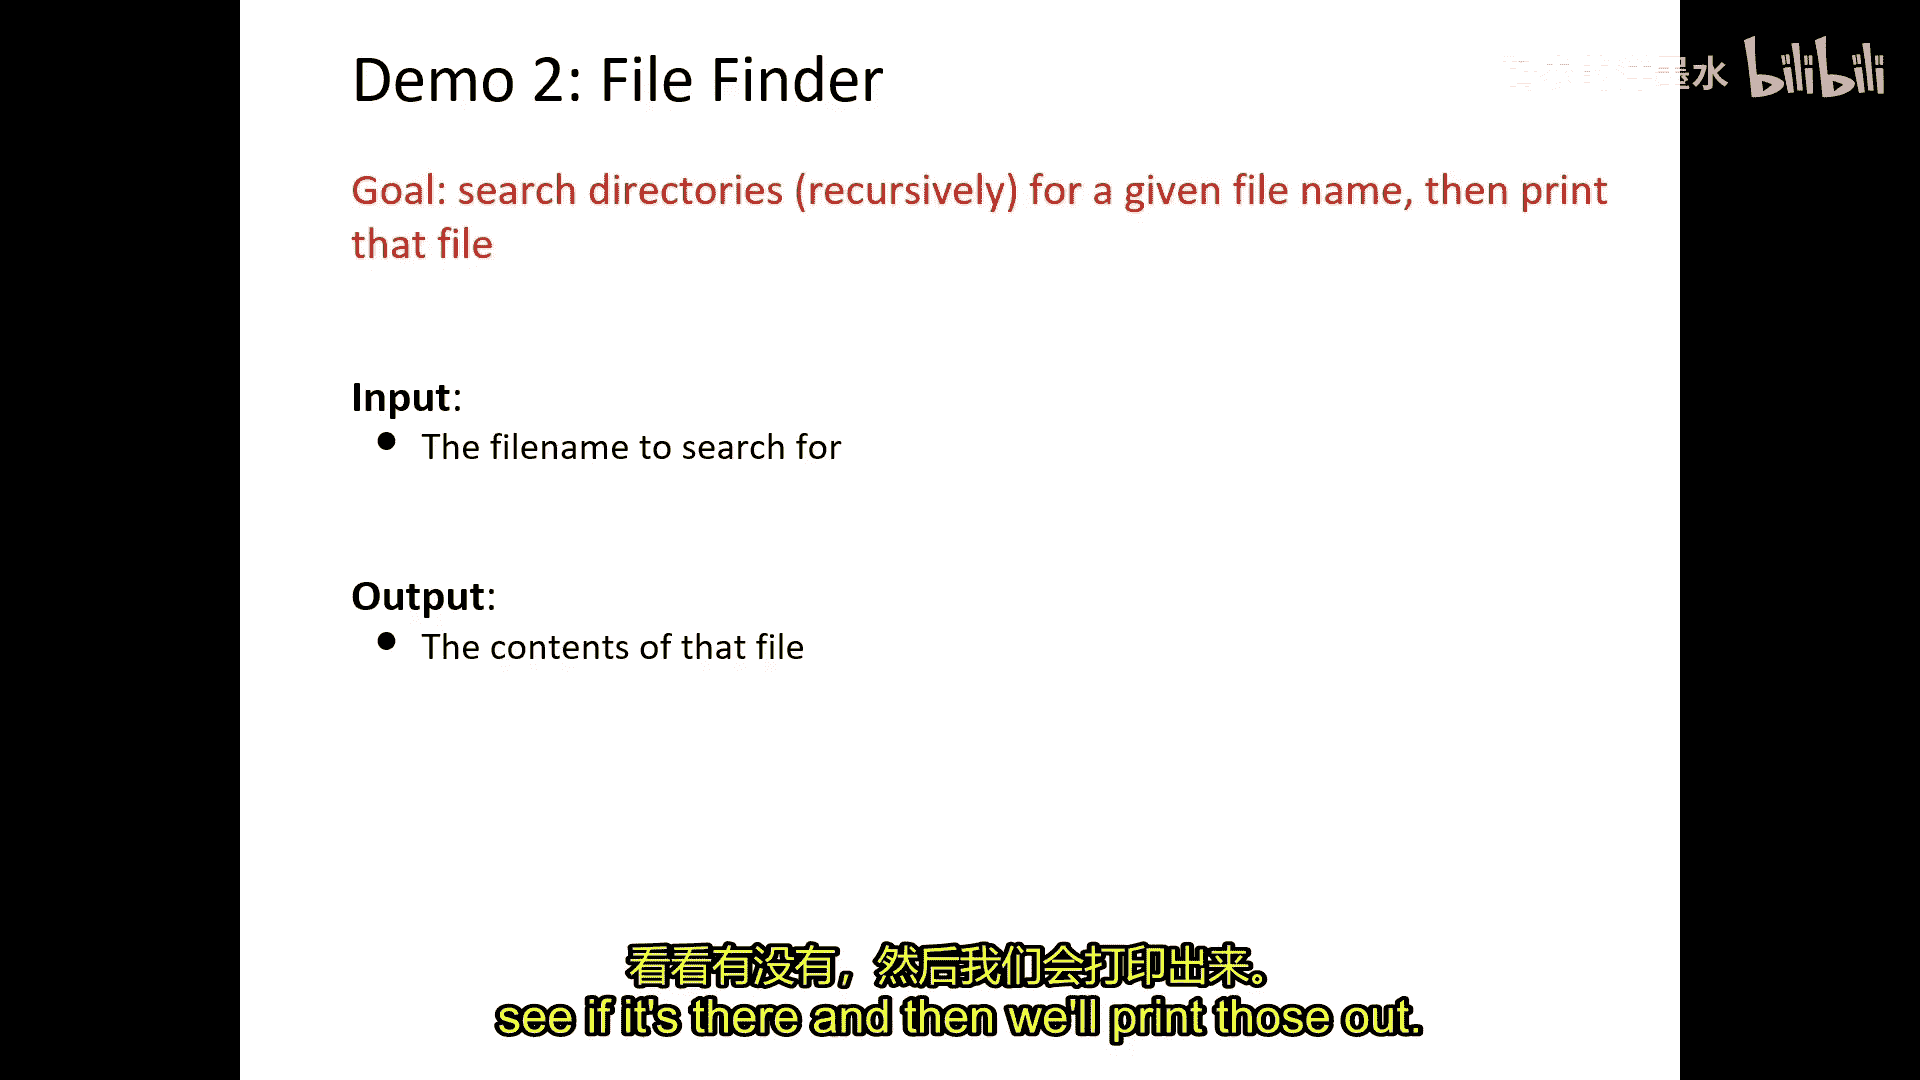 Demo 2: File Finder
水 bilibili
Goal: search directories (recursively) for a given file name, then print
that file
Input:
● The filename to search for
Output:
● The contents of that file
看看有没有，然后我们会打印出来。
see if it's there and then we'll print those out.